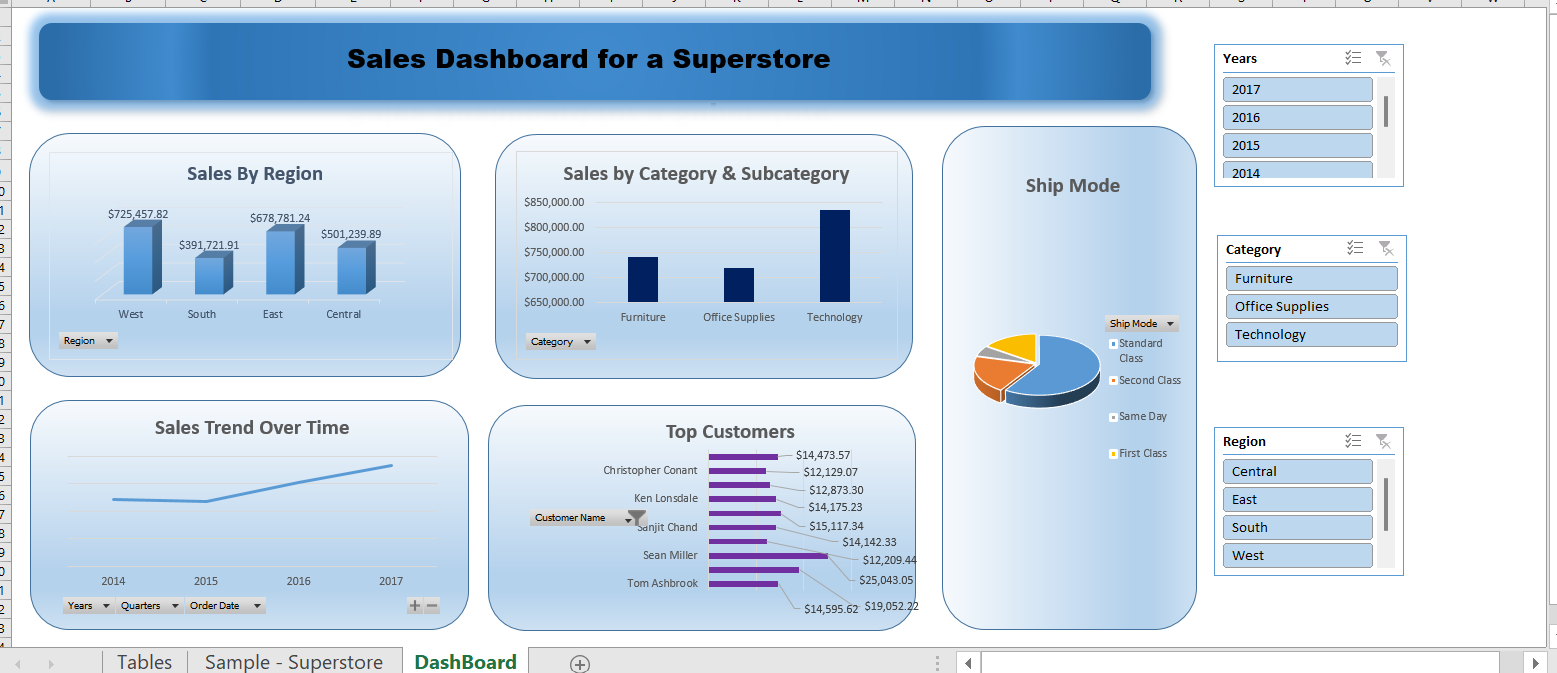 Sales Dashboard for a Superstore
Sales By Region
$725,457.82
$391,721.91
$678,781.24
$501,239.89
West
South
East
Central
Region
Sales by Category & Subcategory
$850,000.00
$800,000.00
$750,000.00
$700,000.00
$650,000.00
Furniture
Office Supplies
Technology
Category
Sales Trend Over Time
2014
2015
2016
2017
Years
Quarters
Order Date
Top Customers
Christopher Conant
Ken Lonsdale
Sanjit Chand
Sean Miller
Tom Ashbrook
Customer Name
$14,473.57
$12,129.07
$12,873.30
$14,175.23
$15,117.34
$14,142.33
$12,209.44
$25,043.05
$19,052.22
$14,595.62
Ship Mode
Ship Mode
Standard
Class
Second Class
Same Day
First Class
Years
2017
2016
2015
2014
Category
Furniture
Office Supplies
Technology
Region
Central
East
South
West
Tables
Sample - Superstore
DashBoard